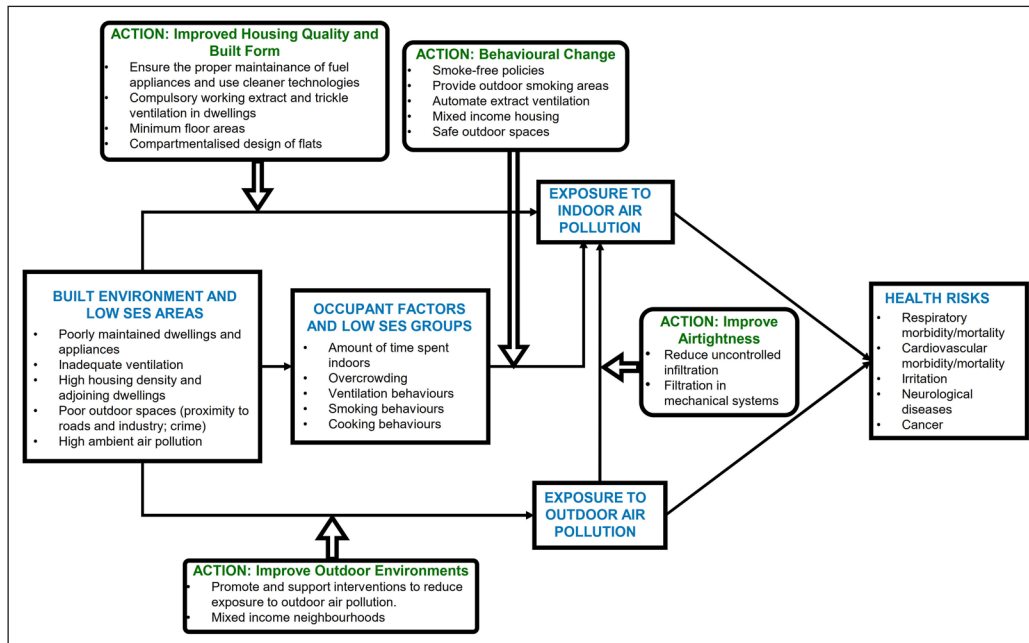 ACTION: Improved Housing Quality and
Built Form
• Ensure the proper maintainance of fuel
appliances and use cleaner technologies
• Compulsory working extract and trickle
ventilation in dwellings
• Minimum floor areas
• Compartmentalised design of flats
ACTION: Behavioural Change
• Smoke-free policies
• Provide outdoor smoking areas
• Automate extract ventilation
• Mixed income housing
• Safe outdoor spaces
EXPOSURE TO
INDOOR AIR
POLLUTION
BUILT ENVIRONMENT AND
LOW SES AREAS
• Poorly maintained dwellings and
appliances
• Inadequate ventilation
• High housing density and
adjoining dwellings
• Poor outdoor spaces (proximity to
roads and industry; crime)
• High ambient air pollution
OCCUPANT FACTORS
AND LOW SES GROUPS
• Amount of time spent
indoors
• Overcrowding
• Ventilation behaviours
• Smoking behaviours
• Cooking behaviours
ACTION: Improve
Airtightness
• Reduce uncontrolled
infiltration
• Filtration in
mechanical systems
HEALTH RISKS
• Respiratory
morbidity/mortality
• Cardiovascular
morbidity/mortality
• Irritation
• Neurological
diseases
• Cancer
EXPOSURE TO
OUTDOOR AIR
POLLUTION
ACTION: Improve Outdoor Environments
• Promote and support interventions to reduce
exposure to outdoor air pollution.
• Mixed income neighbourhoods